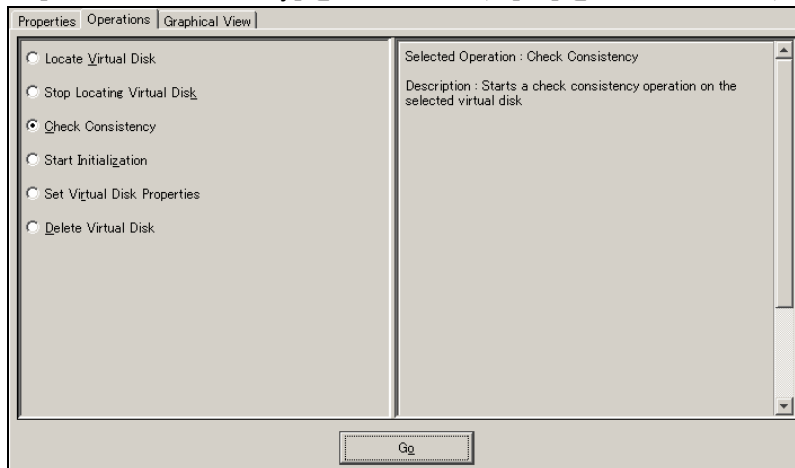 Properties Operations Graphical View
Locate Virtual Disk
Stop Locating Virtual Disk
Check Consistency
Start Initialization
Set Virtual Disk Properties
Delete Virtual Disk
Selected Operation : Check Consistency
Description : Starts a check consistency operation on the
selected virtual disk
Go